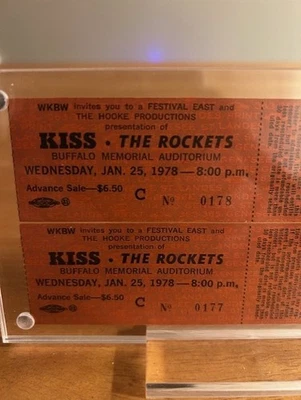 WKBW invites you to a FESTIVAL EAST and
THE HOOKE PRODUCTIONS
presentation of
KISS • THE ROCKETS
BUFFALO MEMORIAL AUDITORIUM
WEDNESDAY, JAN. 25, 1978—8:00 p.m.
Advance Sale—$6.50 C Nº 0178
WKBW invites you to a FESTIVAL EAST and
THE HOOKE PRODUCTIONS
presentation of
KISS • THE ROCKETS
BUFFALO MEMORIAL AUDITORIUM
WEDNESDAY, JAN. 25, 1978—8:00 p.m.
Advance Sale—$6.50 C Nº 0177